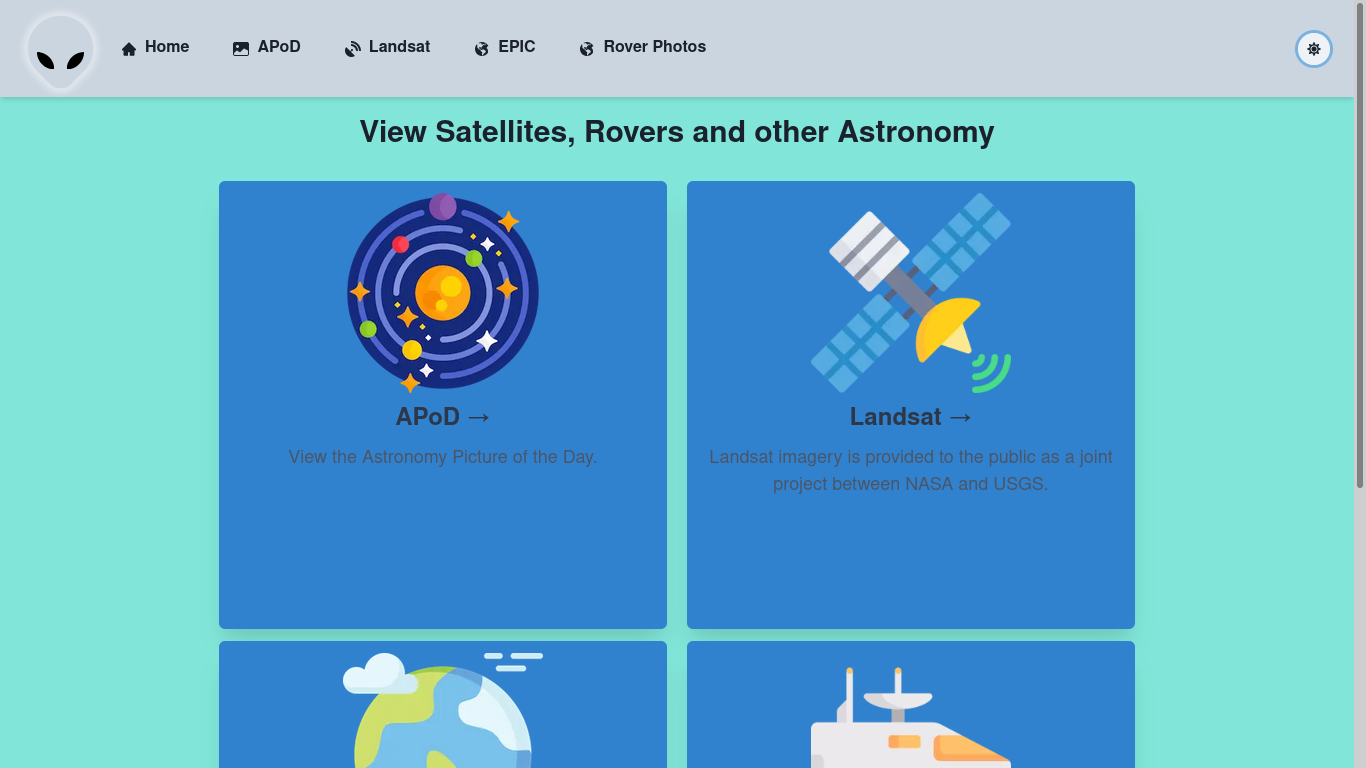 Home
APoD
Landsat
EPIC
Rover Photos
View Satellites, Rovers and other Astronomy
APoD →
View the Astronomy Picture of the Day.
Landsat →
Landsat imagery is provided to the public as a joint
project between NASA and USGS.